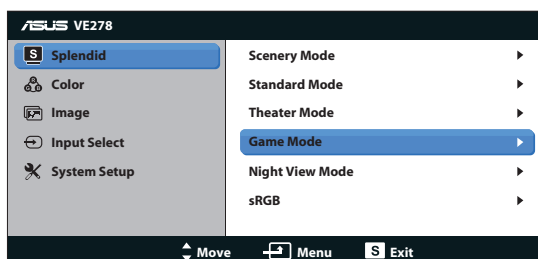 ASUS VE278
S Splendid
Color
Image
Input Select
System Setup
Scenery Mode
Standard Mode
Theater Mode
Game Mode
Night View Mode
sRGB
Move Menu S Exit